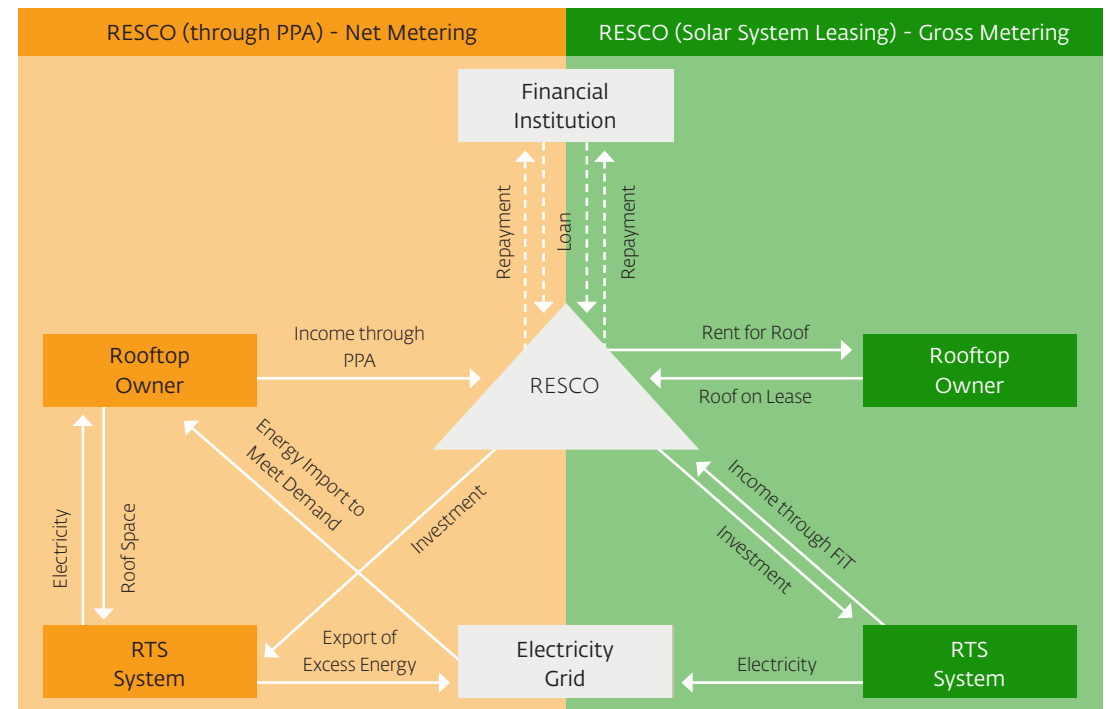 RESCO (through PPA) - Net Metering
RESCO (Solar System Leasing) - Gross Metering
Financial
Institution
Repayment
Loan
Repayment
Rooftop
Owner
Income through
PPA
RESCO
Rent for Roof
Roof on Lease
Rooftop
Owner
Electricity
Roof Space
Energy Import to
Meet Demand
Investment
Income through FiT
Investment
RTS
System
Export of
Excess Energy
Electricity
Grid
Electricity
RTS
System